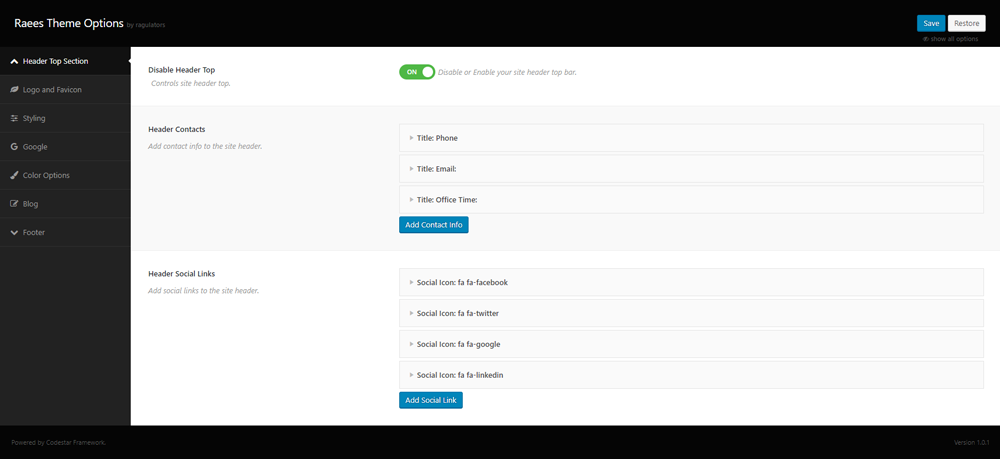 Raees Theme Options by ragulators
Save
Restore
show all options
Header Top Section
Logo and Favicon
Styling
Google
Color Options
Blog
Footer
Disable Header Top
Controls site header top.
ON
Disable or Enable your site header top bar.
Header Contacts
Add contact info to the site header.
Title: Phone
Title: Email:
Title: Office Time:
Add Contact Info
Header Social Links
Add social links to the site header.
Social Icon: fa fa-facebook
Social Icon: fa fa-twitter
Social Icon: fa fa-google
Social Icon: fa fa-linkedin
Add Social Link
Powered by Codestar Framework.
Version 1.0.1